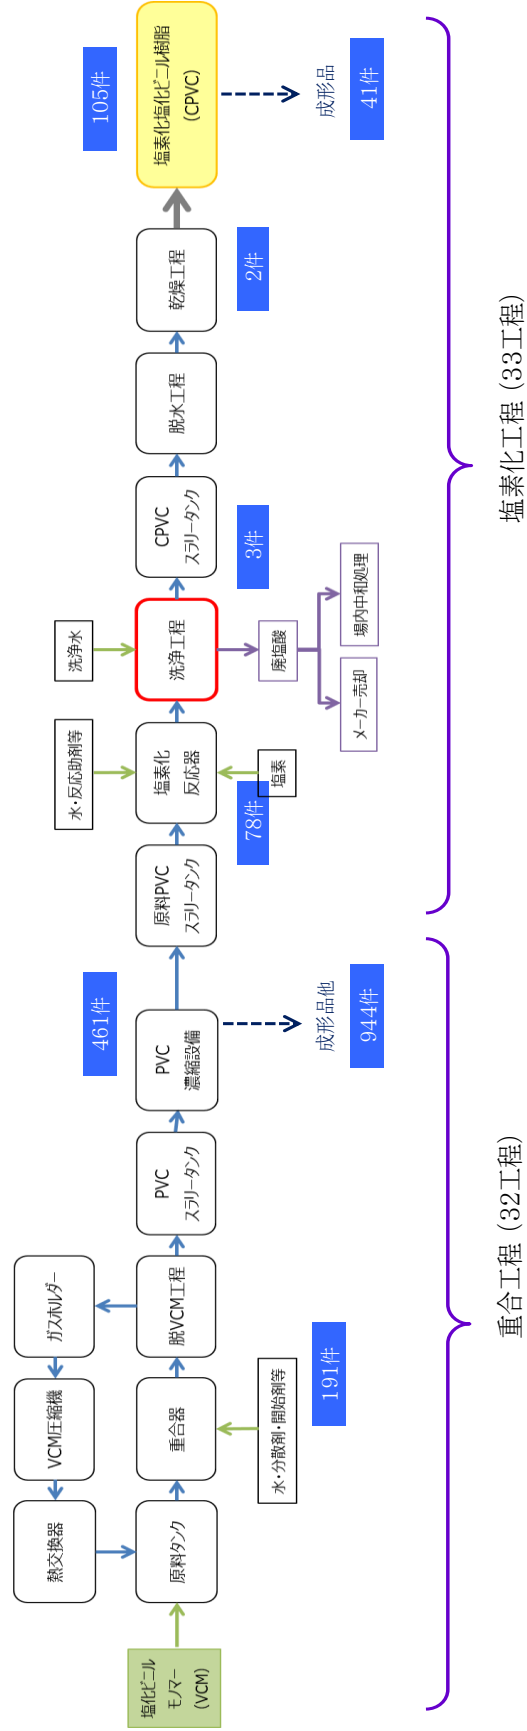 塩化ビニル
モノマー
(VCM)
原料タンク
熱交換器
VCM圧縮機
ガスホルダー
重合器
水・分散剤・開始剤等
191件
脱VCM工程
PVC
スラリータンク
PVC
濃縮設備
461件
成形品他
944件
重合工程 (32工程)
原料PVC
スラリータンク
塩素化
反応器
水・反応助剤等
塩素
78件
洗浄工程
洗浄水
廃塩酸
メーカー売却
場内中和処理
CPVC
スラリータンク
3件
脱水工程
乾燥工程
2件
塩素化塩化ビニル樹脂
(CPVC)
105件
成形品
41件
塩素化工程 (33工程)